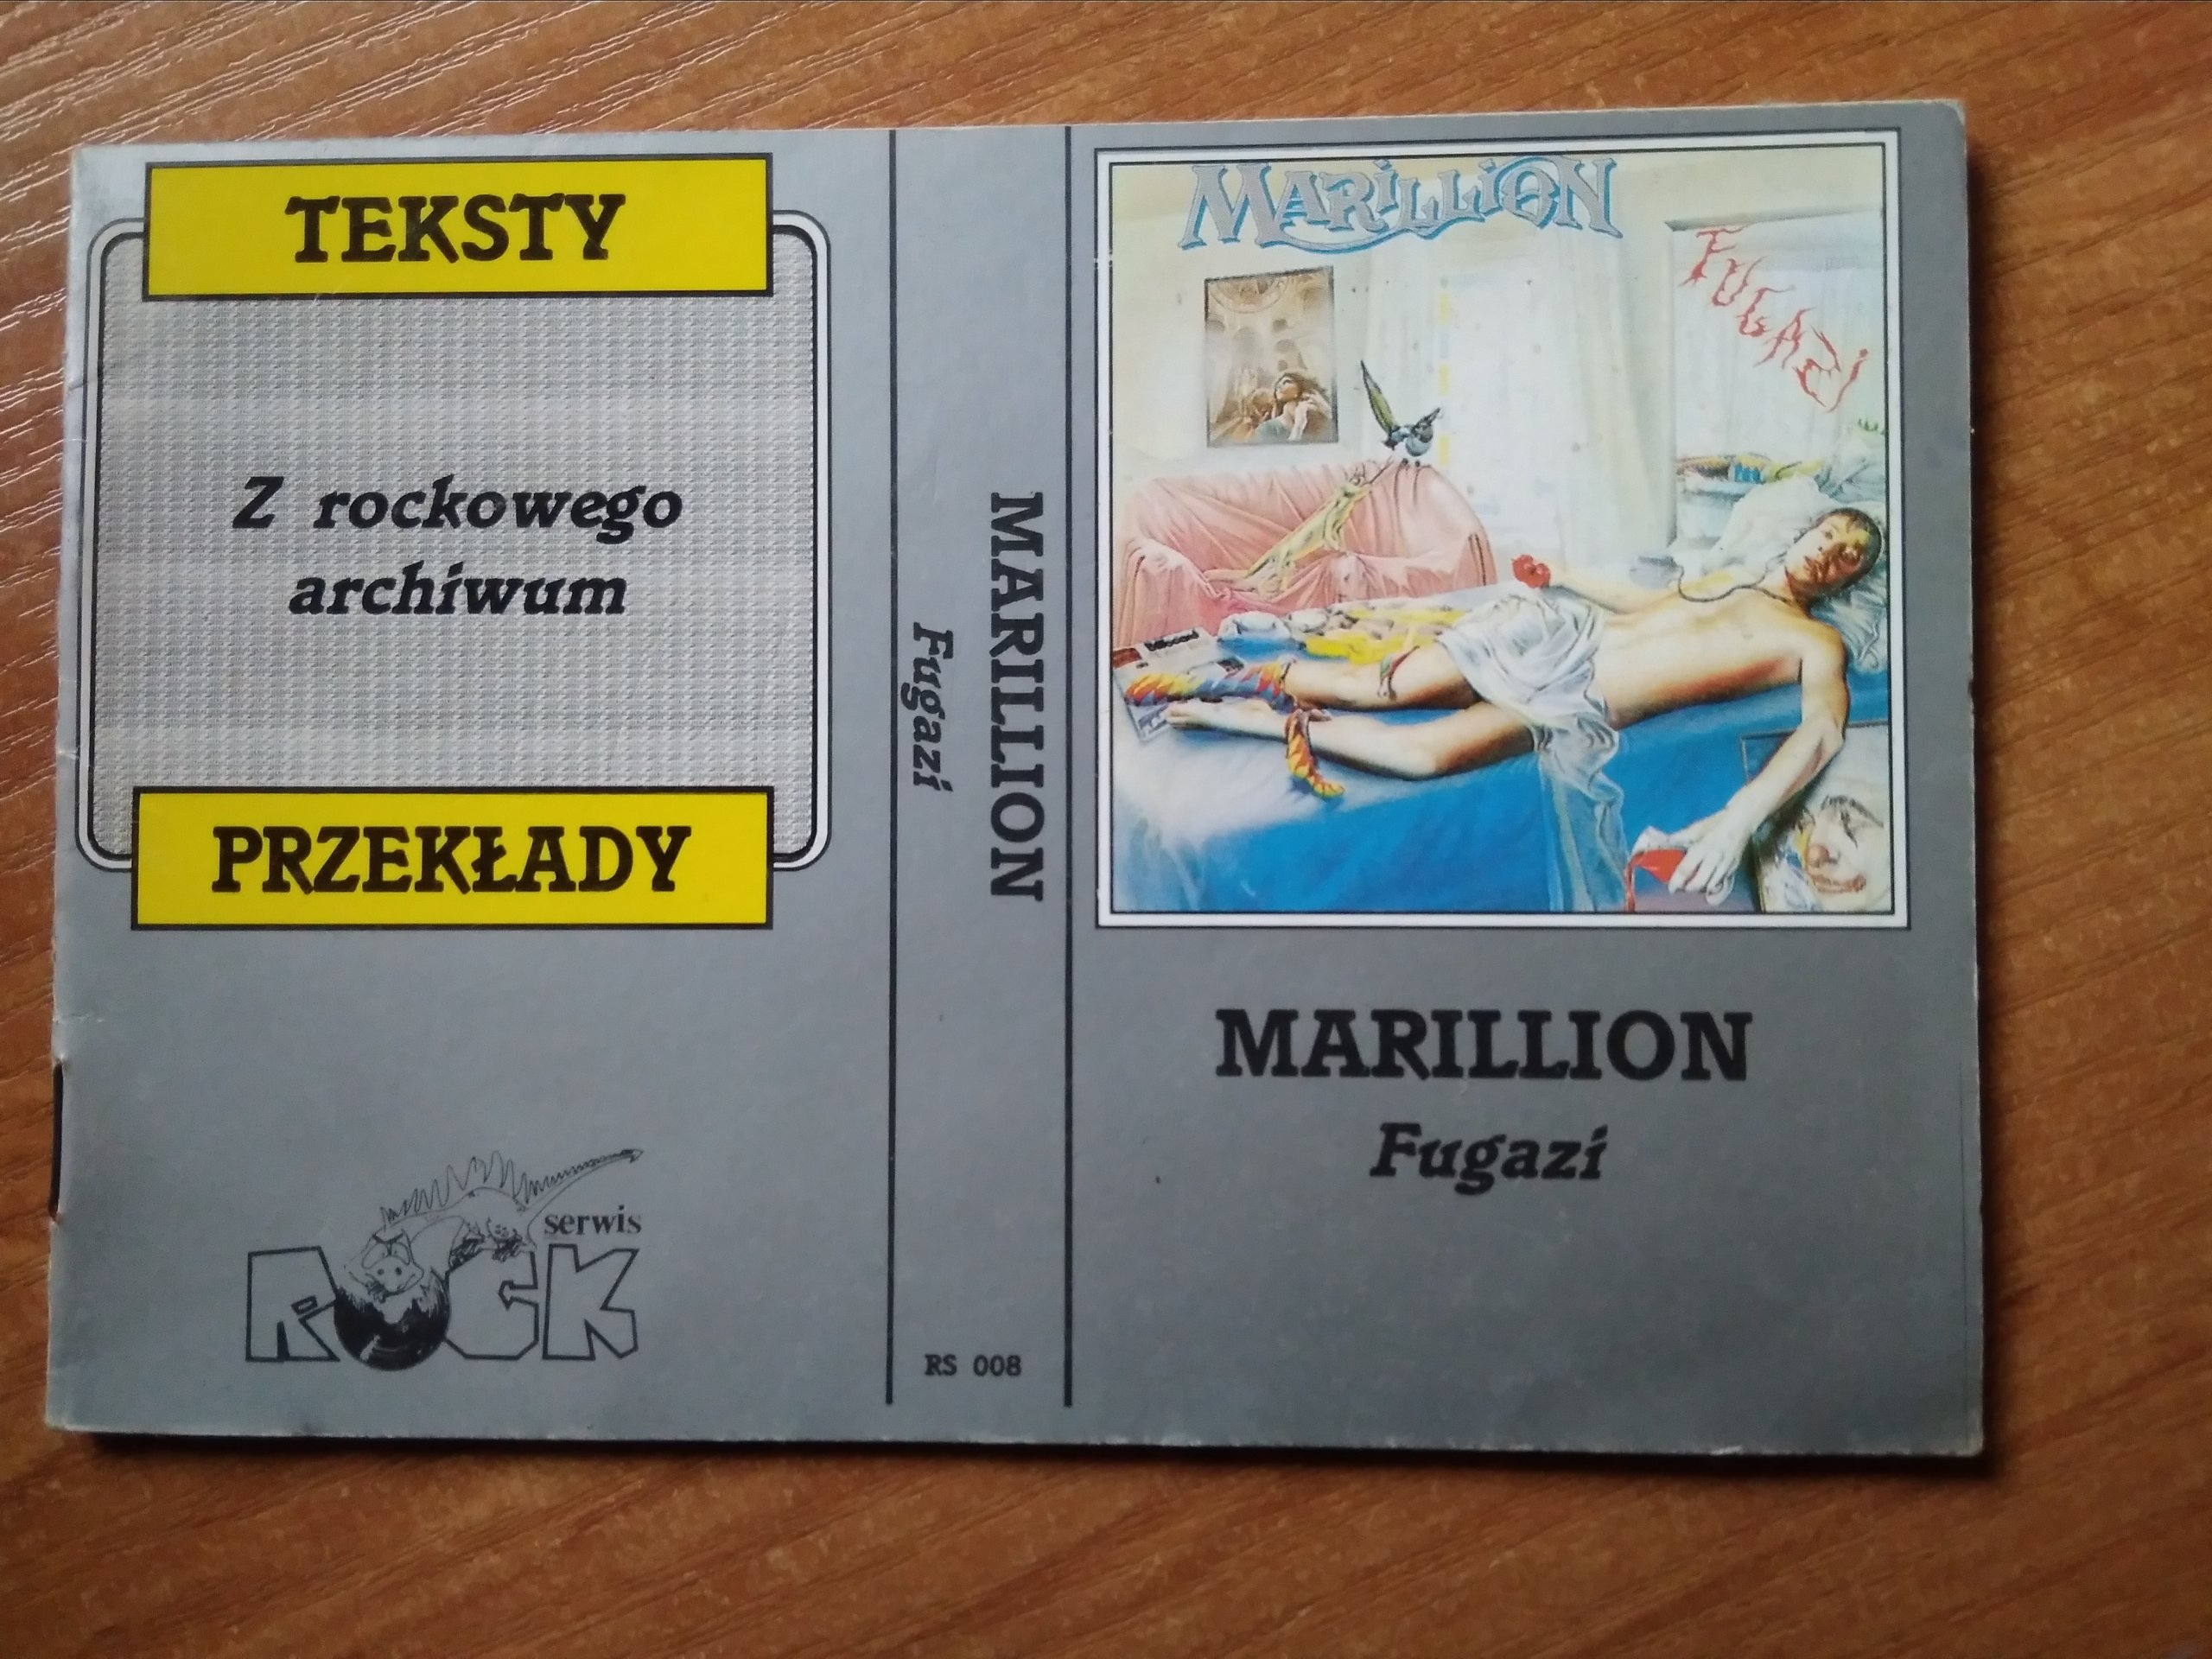 TEKSTY
Z rockowego
archiwum
PRZEKŁADY
serwis
ROCK
MARILLION
Fugazi
RS 008
MARILLION
FUGAZI
MARILLION
Fugazi